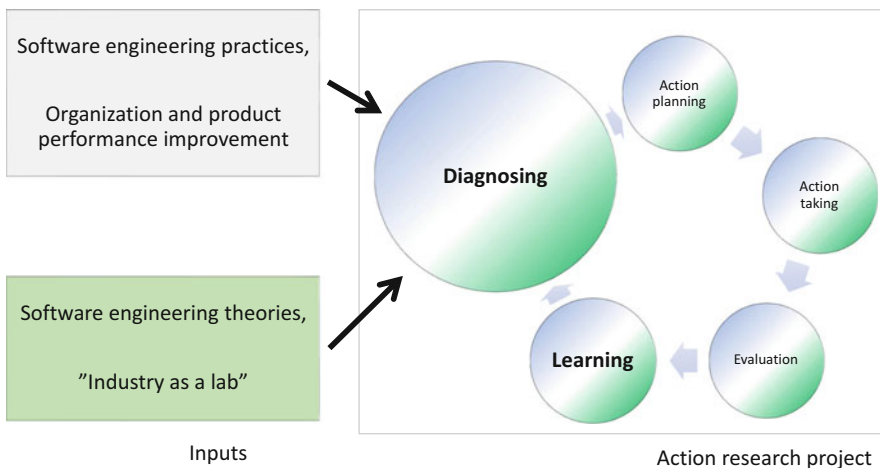 Software engineering practices,
Organization and product
performance improvement
Software engineering theories,
”Industry as a lab”
Inputs
Diagnosing
Action
planning
Action
taking
Evaluation
Learning
Action research project